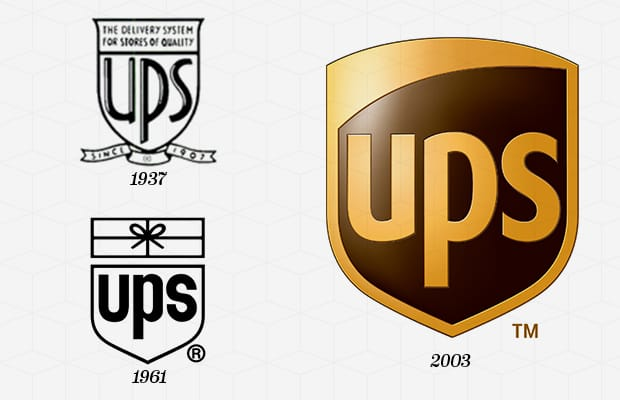 THE DELIVERY SYSTEM
FOR STORES OF QUALITY
UPS
SINCE 1907
1937
ups
®
1961
ups
TM
2003